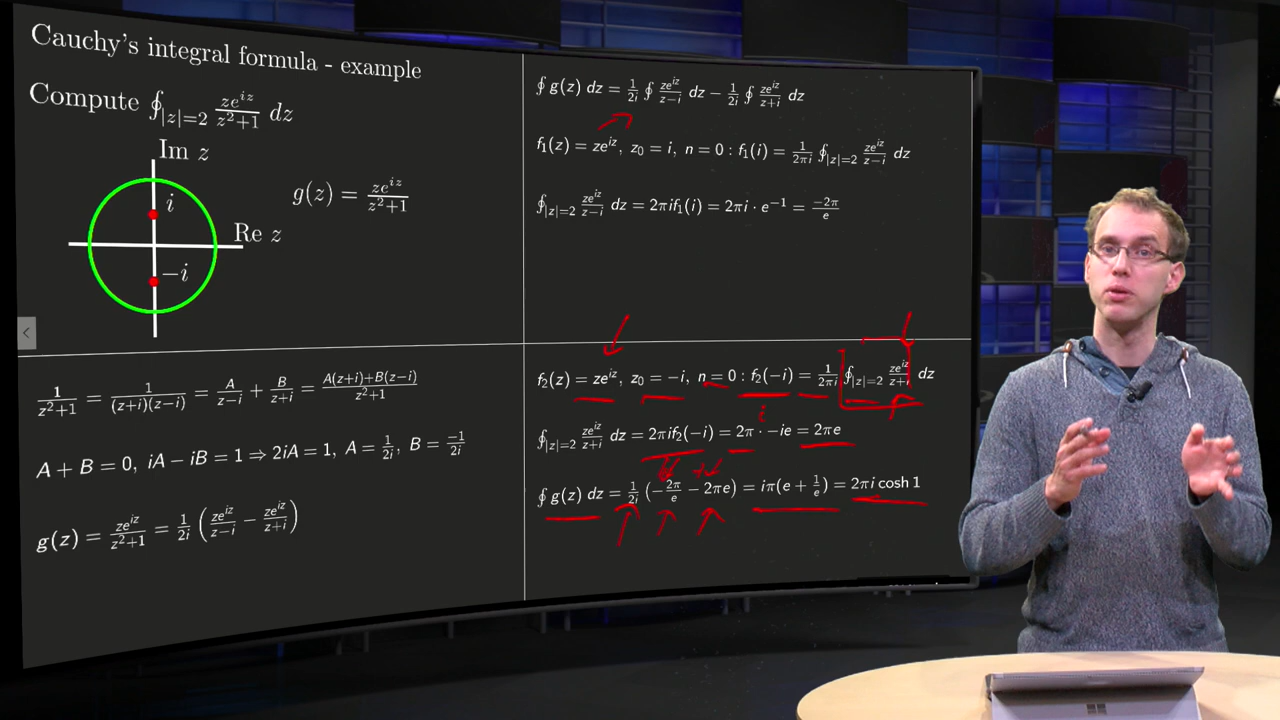 Cauchy's integral formula - example
Compute ∮_{|z|=2} ze^{iz}/(z²+1) dz
Im z
i
g(z) = ze^{iz}/(z²+1)
Re z
−i
1/(z²+1) = 1/((z+i)(z−i)) = A/(z−i) + B/(z+i) = (A(z+i)+B(z−i))/(z²+1)
A + B = 0, iA − iB = 1 ⇒ 2iA = 1, A = 1/(2i), B = −1/(2i)
g(z) = ze^{iz}/(z²+1) = 1/(2i) (ze^{iz}/(z−i) − ze^{iz}/(z+i))
∮ g(z) dz = 1/(2i) ∮ ze^{iz}/(z−i) dz − 1/(2i) ∮ ze^{iz}/(z+i) dz
f₁(z) = ze^{iz}, z₀ = i, n = 0 : f₁(i) = 1/(2πi) ∮_{|z|=2} ze^{iz}/(z−i) dz
∮_{|z|=2} ze^{iz}/(z−i) dz = 2πif₁(i) = 2πi · e^{−1} = −2π/e
f₂(z) = ze^{iz}, z₀ = −i, n = 0 : f₂(−i) = 1/(2πi) ∮_{|z|=2} ze^{iz}/(z+i) dz
i
∮_{|z|=2} ze^{iz}/(z+i) dz = 2πif₂(−i) = 2π · −ie = 2πe
∮ g(z) dz = 1/(2i) (−2π/e − 2πe) = iπ(e + 1/e) = 2πi cosh 1